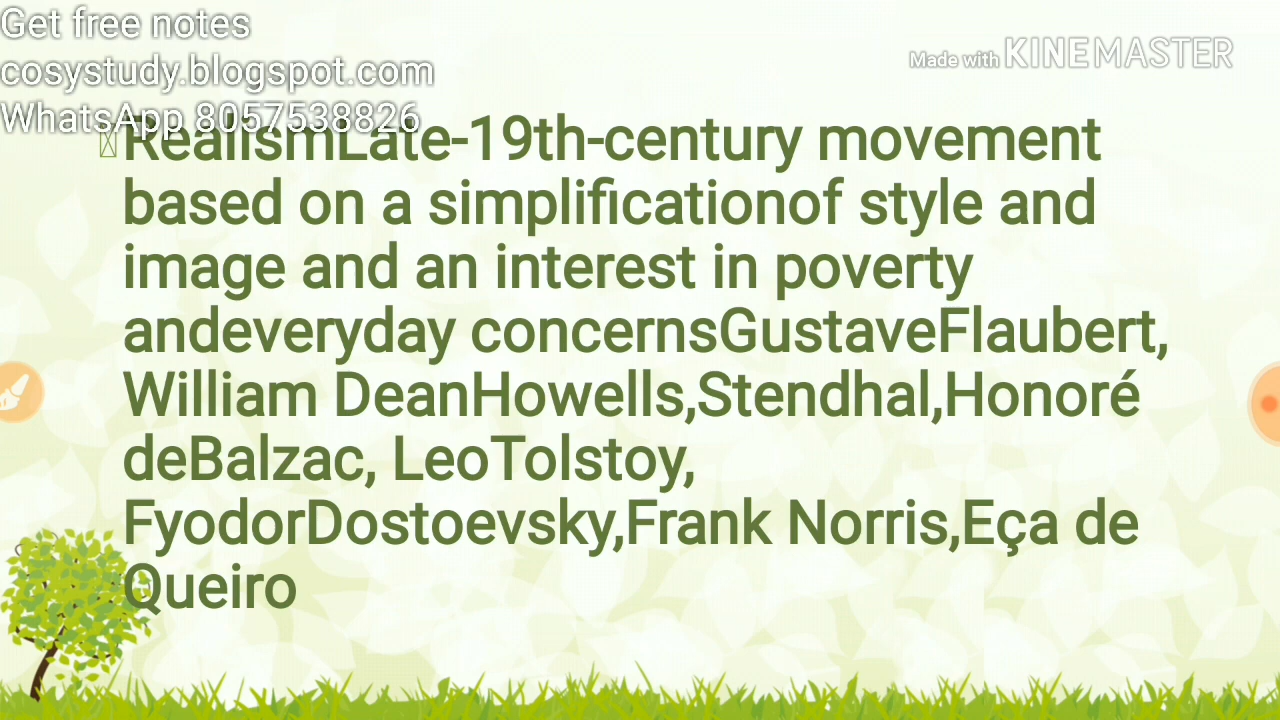 Get free notes
cosystudy.blogspot.com
WhatsApp 8057538826
Made with KINEMASTER
RealismLate-19th-century movement
based on a simplificationof style and
image and an interest in poverty
andeveryday concernsGustaveFlaubert,
William DeanHowells,Stendhal,Honoré
deBalzac, LeoTolstoy,
FyodorDostoevsky,Frank Norris,Eça de
Queiro